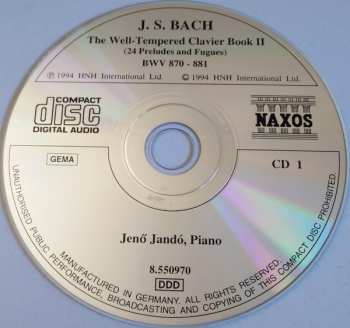 J. S. BACH
The Well-Tempered Clavier Book II
(24 Preludes and Fugues)
BWV 870 - 881
℗ 1994 HNH International Ltd. © 1994 HNH International Ltd.
COMPACT
disc
DIGITAL AUDIO
NAXOS
GEMA
CD 1
Jenő Jandó, Piano
8.550970
DDD
MANUFACTURED IN GERMANY. ALL RIGHTS RESERVED.
UNAUTHORISED PUBLIC PERFORMANCE, BROADCASTING AND COPYING OF THIS COMPACT DISC PROHIBITED.